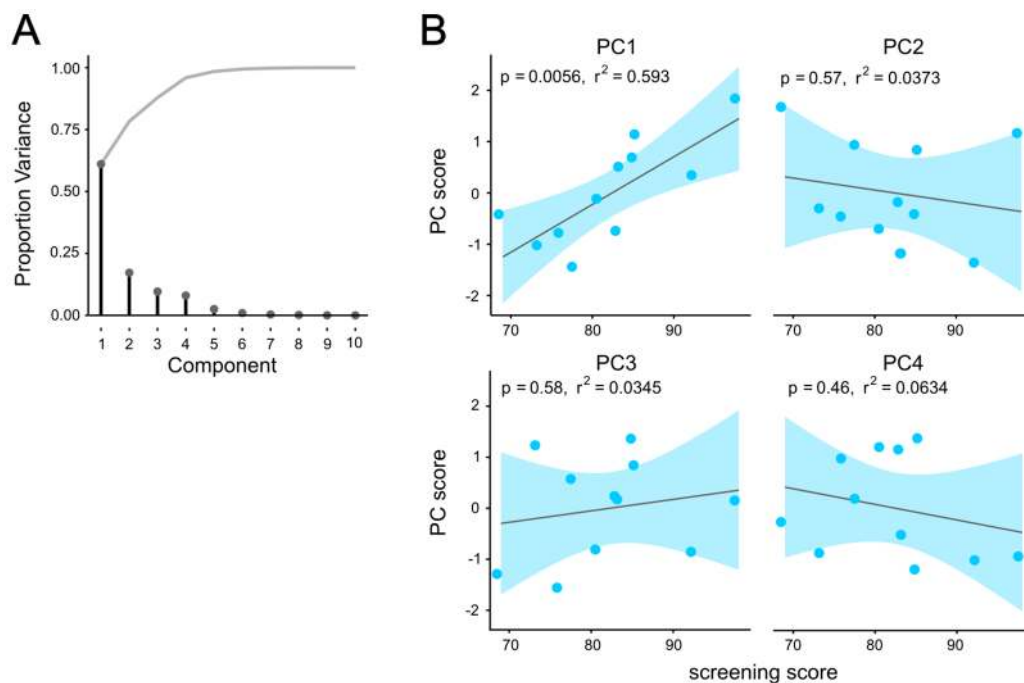 A
1.00
0.75
0.50
0.25
0.00
Proportion Variance
1 2 3 4 5 6 7 8 9 10
Component
B
PC1
p = 0.0056, r² = 0.593
2
1
0
-1
-2
PC score
70 80 90
PC2
p = 0.57, r² = 0.0373
70 80 90
PC3
p = 0.58, r² = 0.0345
2
1
0
-1
-2
PC score
70 80 90
PC4
p = 0.46, r² = 0.0634
70 80 90
screening score